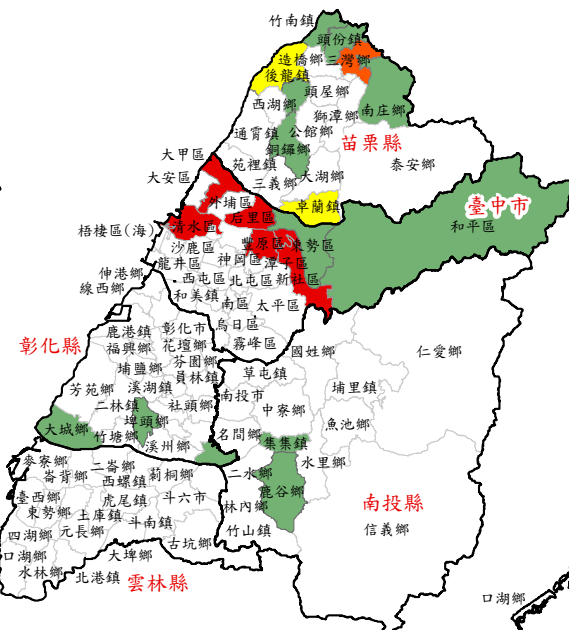 竹南鎮
頭份鎮
造橋鄉
三灣鄉
後龍鎮
頭屋鄉
西湖鄉
獅潭鄉
南庄鄉
通霄鎮
公館鄉
苗栗縣
銅鑼鄉
大甲區
苑裡鎮
泰安鄉
大安區
三義鄉
大湖鄉
外埔區
后里區
卓蘭鎮
臺中市
梧棲區(海)
清水區
和平區
沙鹿區
豐原區
東勢區
龍井區
神岡區
潭子區
伸港鄉
西屯區
北屯區
新社區
線西鄉
和美鎮
南區
太平區
鹿港鎮
彰化市
烏日區
彰化縣
福興鄉
花壇鄉
霧峰區
國姓鄉
仁愛鄉
埔鹽鄉
芬園鄉
員林鎮
草屯鎮
芳苑鄉
溪湖鎮
南投市
埔里鎮
二林鎮
社頭鄉
中寮鄉
大城鄉
埤頭鄉
魚池鄉
竹塘鄉
溪州鄉
名間鄉
集集鎮
麥寮鄉
二崙鄉
莿桐鄉
二水鄉
水里鄉
崙背鄉
西螺鎮
臺西鄉
虎尾鎮
斗六市
鹿谷鄉
東勢鄉
土庫鎮
林內鄉
南投縣
四湖鄉
元長鄉
斗南鎮
竹山鎮
信義鄉
口湖鄉
大埤鄉
古坑鄉
水林鄉
北港鎮
雲林縣
口湖鄉